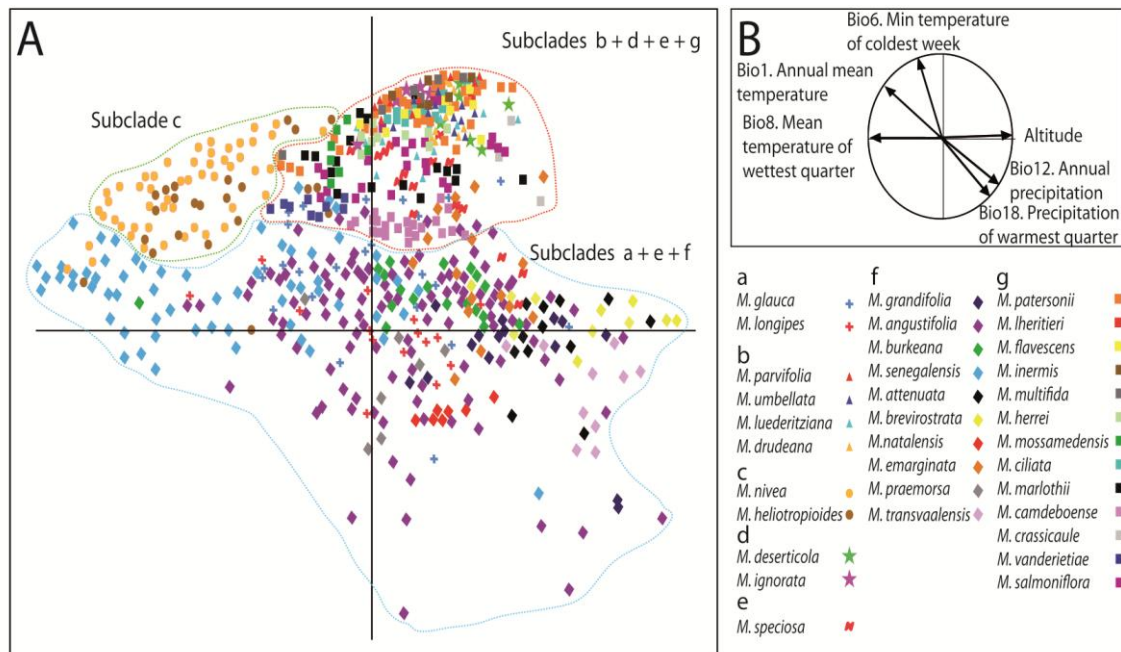 A
Subclades b + d + e + g
Subclade c
Subclades a + e + f
B
Bio6. Min temperature
of coldest week
Bio1. Annual mean
temperature
Bio8. Mean
temperature of
wettest quarter
Altitude
Bio12. Annual
precipitation
Bio18. Precipitation
of warmest quarter
a
M. glauca
M. longipes
b
M. parvifolia
M. umbellata
M. luederitziana
M. drudeana
c
M. nivea
M. heliotropioides
d
M. deserticola
M. ignorata
e
M. speciosa
f
M. grandifolia
M. angustifolia
M. burkeana
M. senegalensis
M. attenuata
M. brevirostrata
M.natalensis
M. emarginata
M. praemorsa
M. transvaalensis
g
M. patersonii
M. lheritieri
M. flavescens
M. inermis
M. multifida
M. herrei
M. mossamedensis
M. ciliata
M. marlothii
M. camdeboense
M. crassicaule
M. vanderietiae
M. salmoniflora